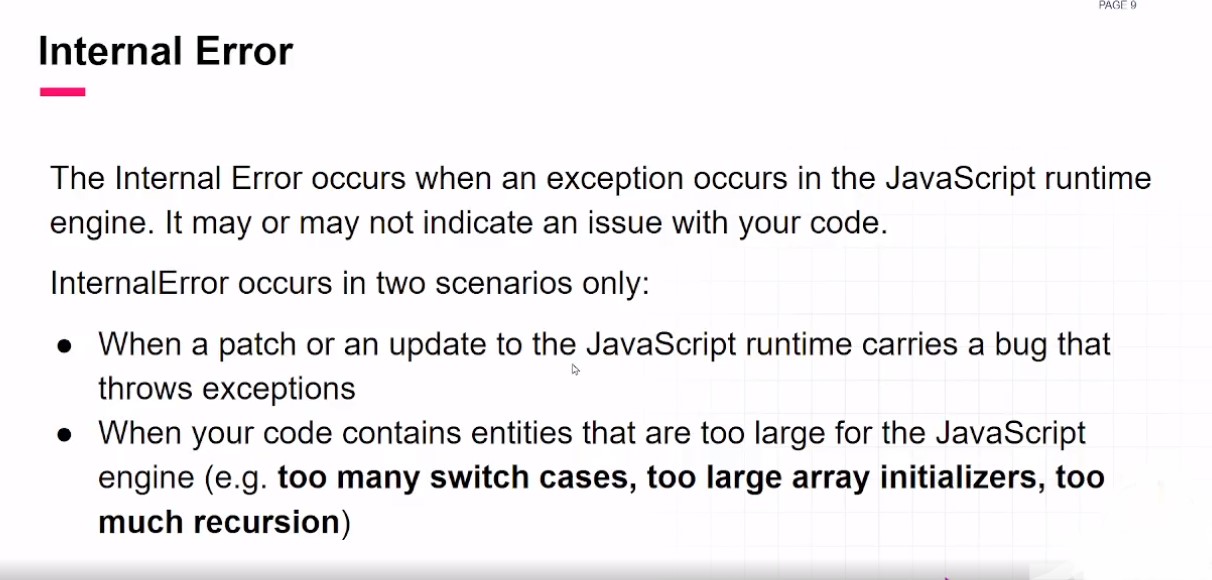 PAGE 9
Internal Error
The Internal Error occurs when an exception occurs in the JavaScript runtime
engine. It may or may not indicate an issue with your code.
InternalError occurs in two scenarios only:
● When a patch or an update to the JavaScript runtime carries a bug that
throws exceptions
● When your code contains entities that are too large for the JavaScript
engine (e.g. too many switch cases, too large array initializers, too
much recursion)